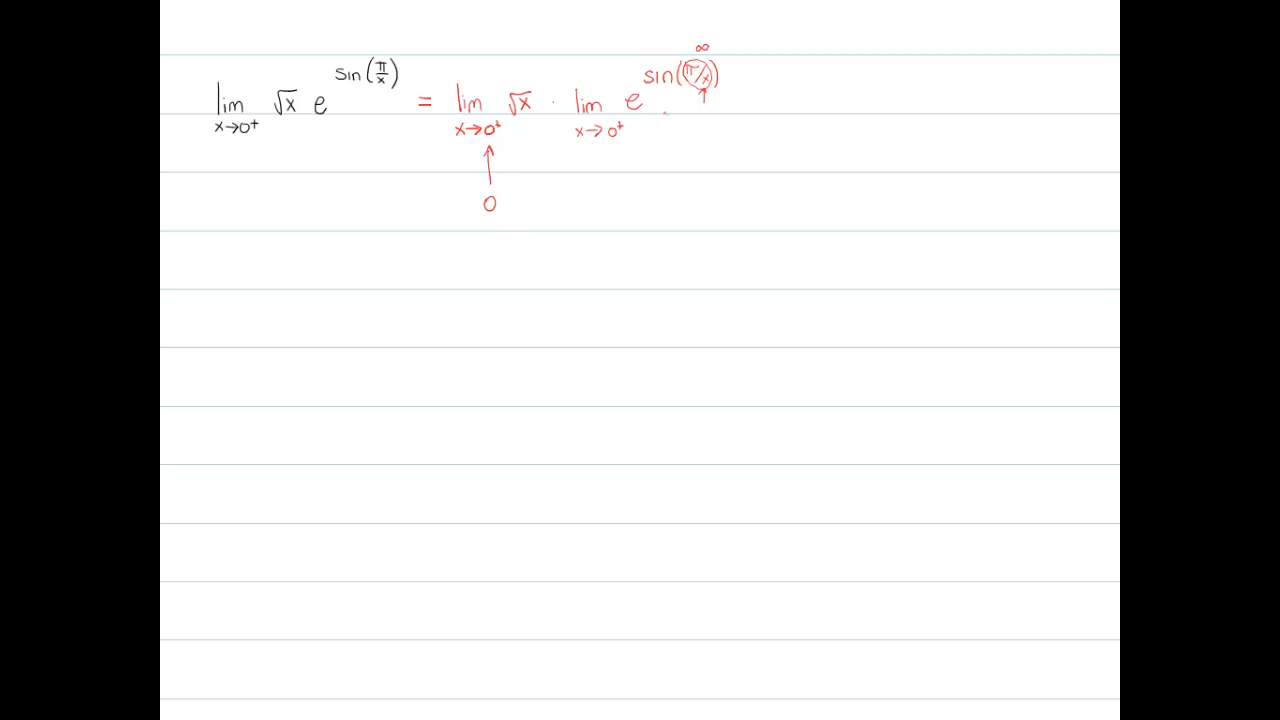 ∞
lim √x e^sin(π/x) = lim √x · lim e^sin(π/x)
x→0⁺ x→0⁺ x→0⁺
0